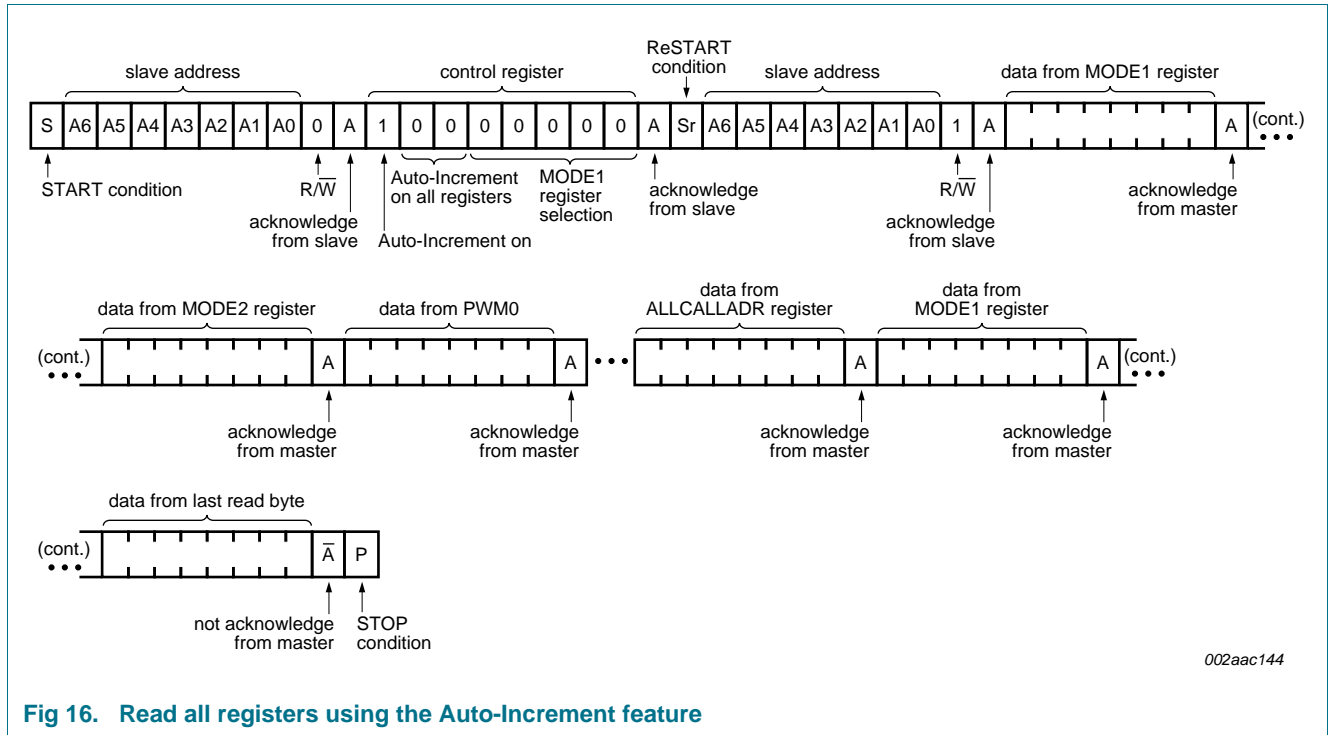 ReSTART
condition
slave address
control register
slave address
data from MODE1 register
S A6 A5 A4 A3 A2 A1 A0 0 A 1 0 0 0 0 0 0 0 A Sr A6 A5 A4 A3 A2 A1 A0 1 A A (cont.)
START condition
R/W̅
acknowledge
from slave
Auto-Increment on
Auto-Increment
on all registers
MODE1
register
selection
acknowledge
from slave
R/W̅
acknowledge
from slave
acknowledge
from master
data from MODE2 register
data from PWM0
data from
ALLCALLADR register
data from
MODE1 register
(cont.) A A A A (cont.)
acknowledge
from master
acknowledge
from master
acknowledge
from master
acknowledge
from master
data from last read byte
(cont.) A̅ P
not acknowledge
from master
STOP
condition
002aac144
Fig 16. Read all registers using the Auto-Increment feature